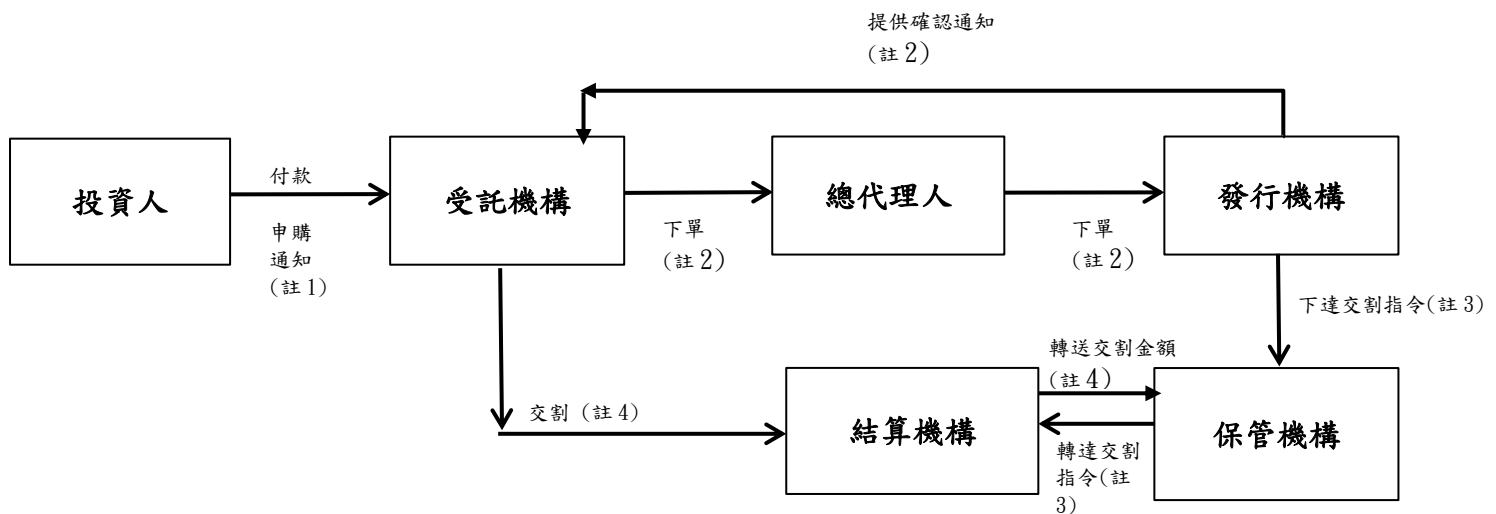 提供確認通知
(註2)
投資人
付款
申購
通知
(註1)
受託機構
下單
(註2)
總代理人
下單
(註2)
發行機構
下達交割指令(註3)
交割 (註4)
結算機構
轉送交割金額
(註4)
轉達交割
指令(註
3)
保管機構